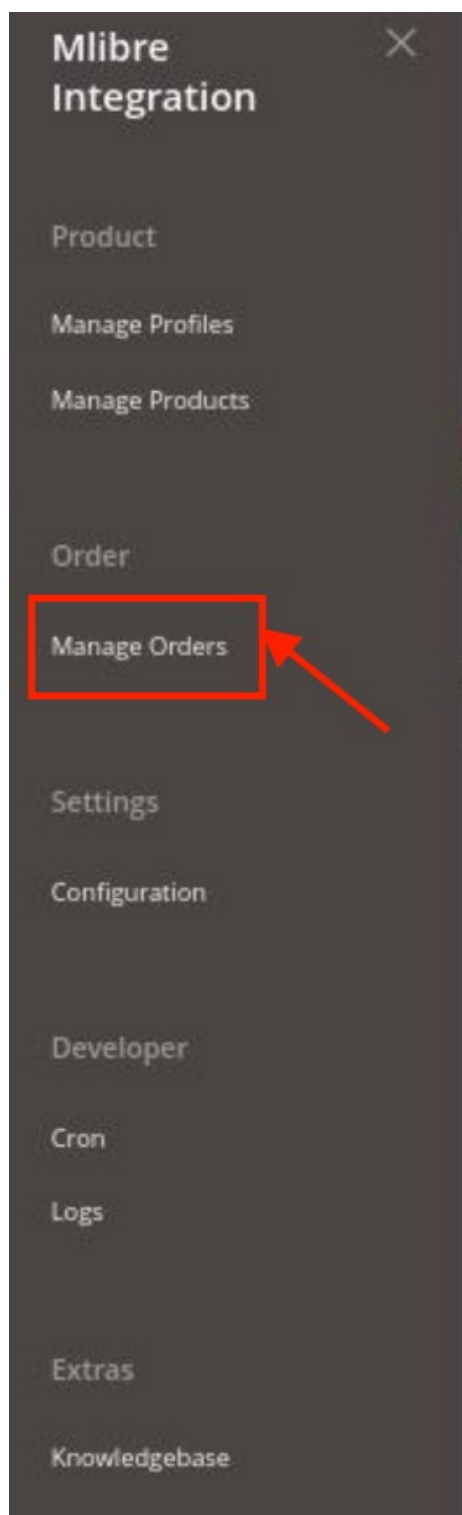 Mlibre
Integration
Product
Manage Profiles
Manage Products
Order
Manage Orders
Settings
Configuration
Developer
Cron
Logs
Extras
Knowledgebase